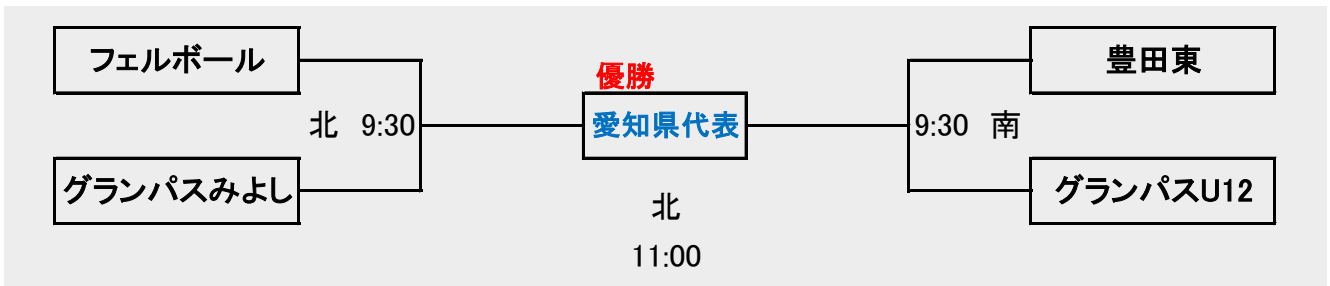 フェルボール
豊田東
優勝
愛知県代表
北 9:30
9:30 南
グランパスみよし
グランパスU12
北
11:00